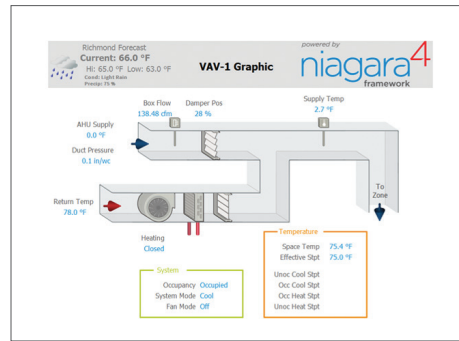 Richmond Forecast
Current: 66.0 °F
Hi: 65.0 °F Low: 63.0 °F
Cond: Light Rain
Precip: 75 %
VAV-1 Graphic
powered by
niagara4
framework
Box Flow
138.48 cfm
Damper Pos
28 %
Supply Temp
2.7 °F
AHU Supply
0.0 °F
Duct Pressure
0.1 in/wc
Return Temp
78.0 °F
To
Zone
Heating
Closed
System
Occupancy Occupied
System Mode Cool
Fan Mode Off
Temperature
Space Temp 75.4 °F
Effective Stpt 75.0 °F
Unoc Cool Stpt
Occ Cool Stpt
Occ Heat Stpt
Unoc Heat Stpt